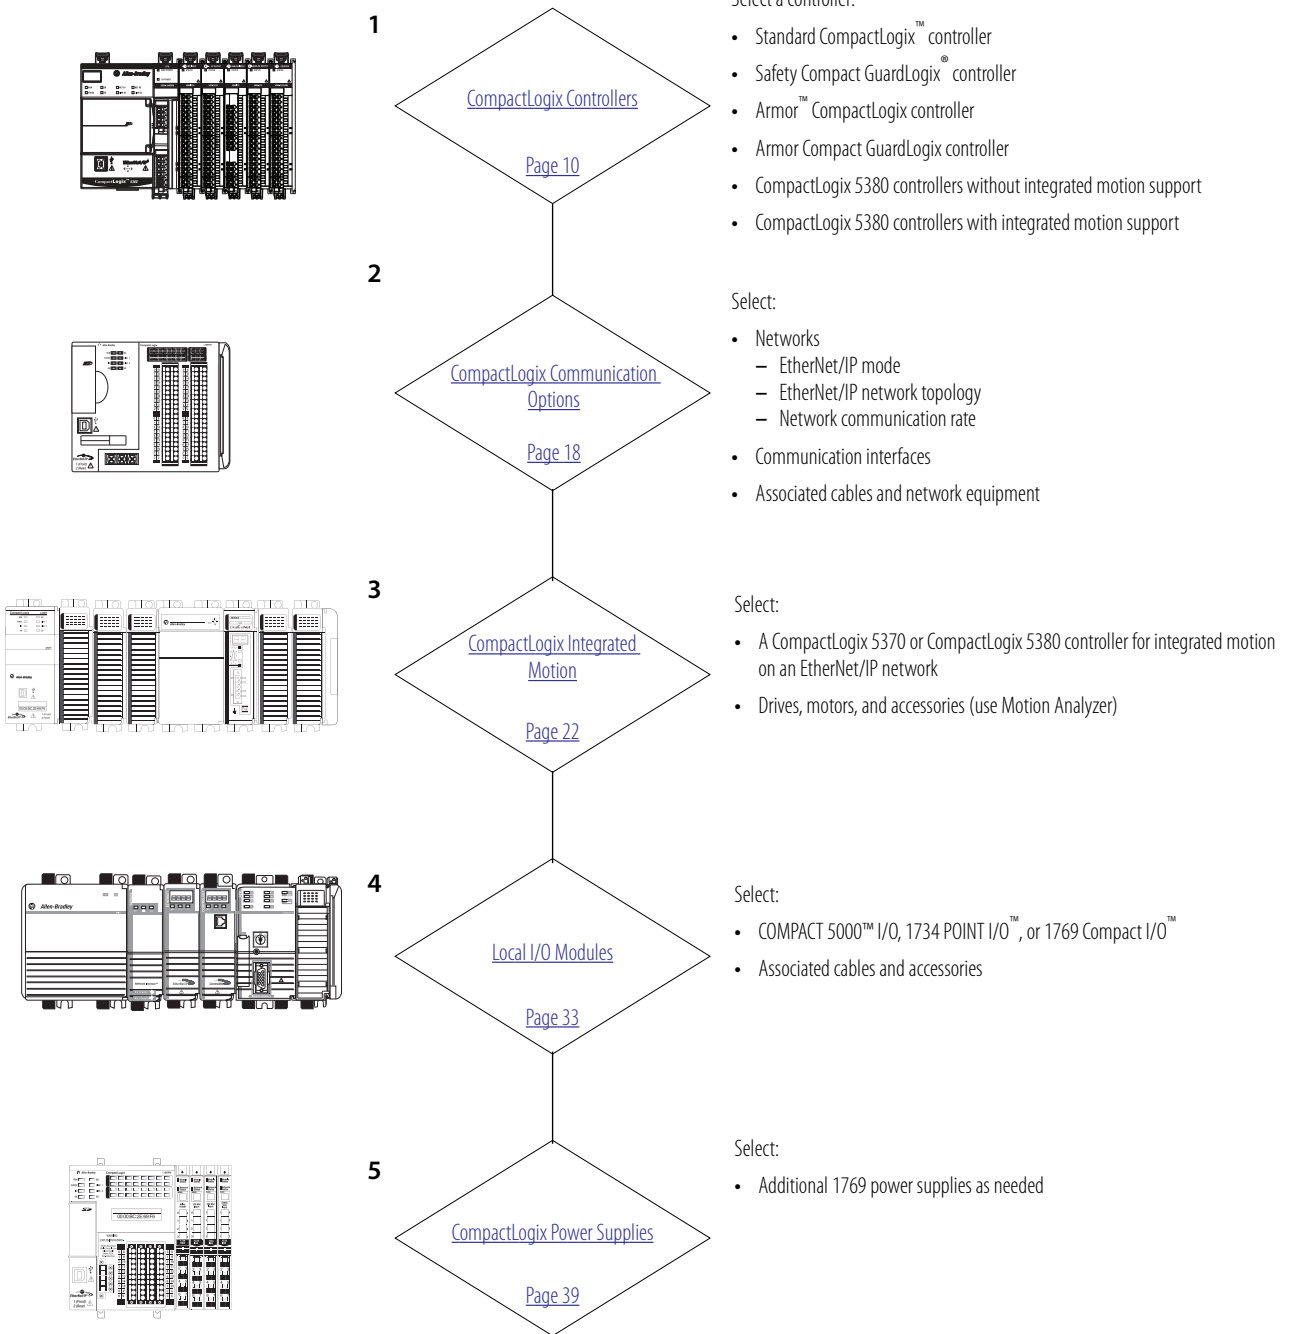 Select a controller:
1
• Standard CompactLogix™ controller
• Safety Compact GuardLogix® controller
CompactLogix Controllers
• Armor™ CompactLogix controller
• Armor Compact GuardLogix controller
Page 10
• CompactLogix 5380 controllers without integrated motion support
• CompactLogix 5380 controllers with integrated motion support
Allen-Bradley
2
Select:
• Networks
– EtherNet/IP mode
– EtherNet/IP network topology
– Network communication rate
CompactLogix Communication
Options
Page 18
• Communication interfaces
• Associated cables and network equipment
3
Select:
• A CompactLogix 5370 or CompactLogix 5380 controller for integrated motion
on an EtherNet/IP network
CompactLogix Integrated
Motion
• Drives, motors, and accessories (use Motion Analyzer)
Page 22
4
Select:
Allen-Bradley
• COMPACT 5000™ I/O, 1734 POINT I/O™, or 1769 Compact I/O™
Local I/O Modules
• Associated cables and accessories
Page 33
5
Select:
• Additional 1769 power supplies as needed
CompactLogix Power Supplies
Page 39